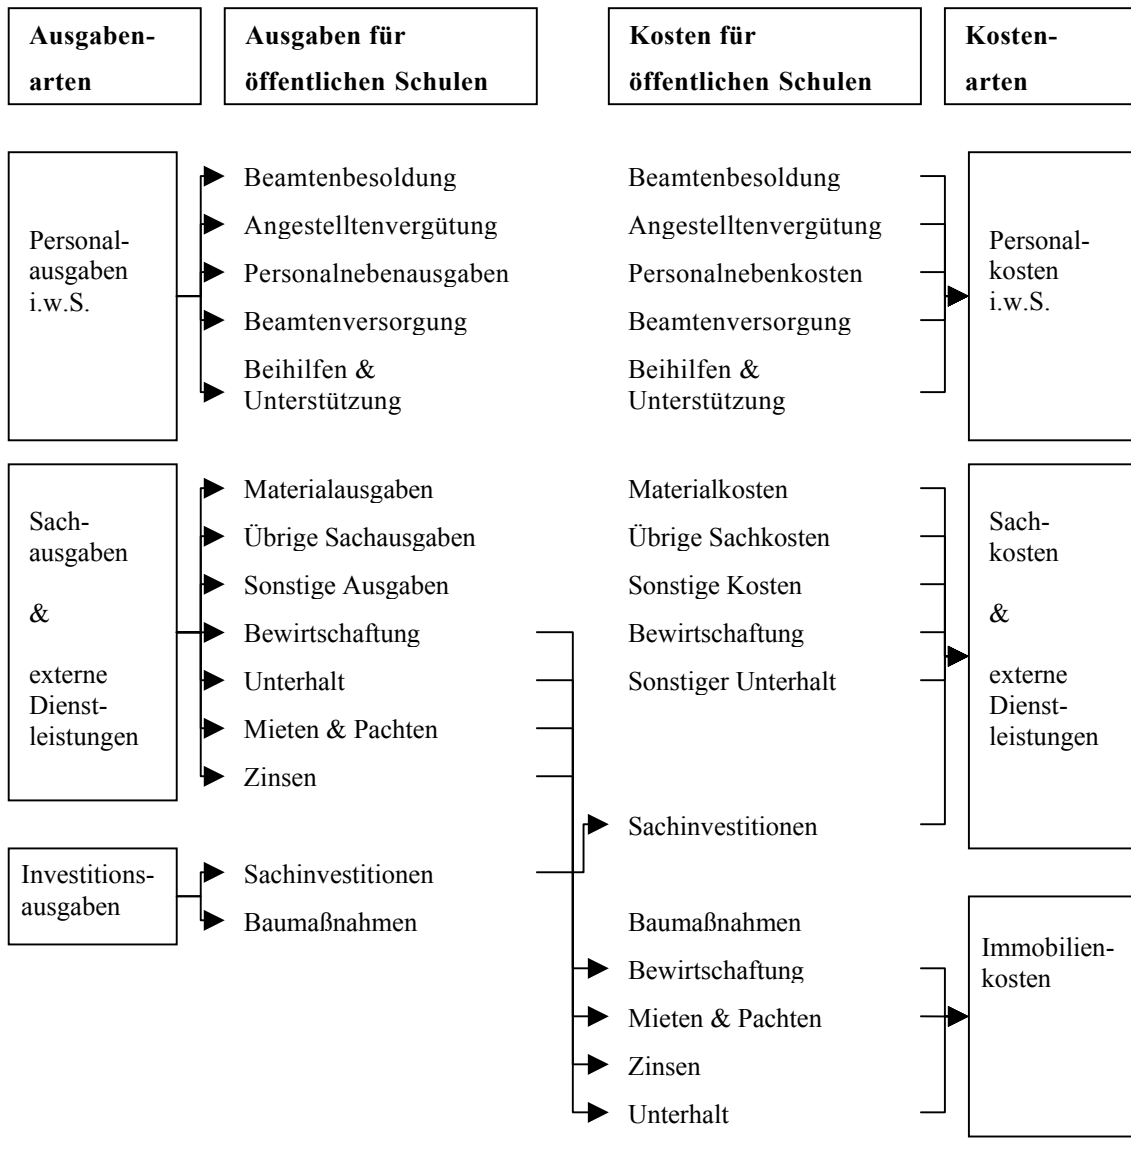 Ausgaben-
arten
Ausgaben für
öffentlichen Schulen
Kosten für
öffentlichen Schulen
Kosten-
arten
Personal-
ausgaben
i.w.S.
Beamtenbesoldung
Angestelltenvergütung
Personalnebenausgaben
Beamtenversorgung
Beihilfen &
Unterstützung
Beamtenbesoldung
Angestelltenvergütung
Personalnebenkosten
Beamtenversorgung
Beihilfen &
Unterstützung
Personal-
kosten
i.w.S.
Sach-
ausgaben
&
externe
Dienst-
leistungen
Materialausgaben
Übrige Sachausgaben
Sonstige Ausgaben
Bewirtschaftung
Unterhalt
Mieten & Pachten
Zinsen
Materialkosten
Übrige Sachkosten
Sonstige Kosten
Bewirtschaftung
Sonstiger Unterhalt
Sachinvestitionen
Sach-
kosten
&
externe
Dienst-
leistungen
Investitions-
ausgaben
Sachinvestitionen
Baumaßnahmen
Baumaßnahmen
Bewirtschaftung
Mieten & Pachten
Zinsen
Unterhalt
Immobilien-
kosten